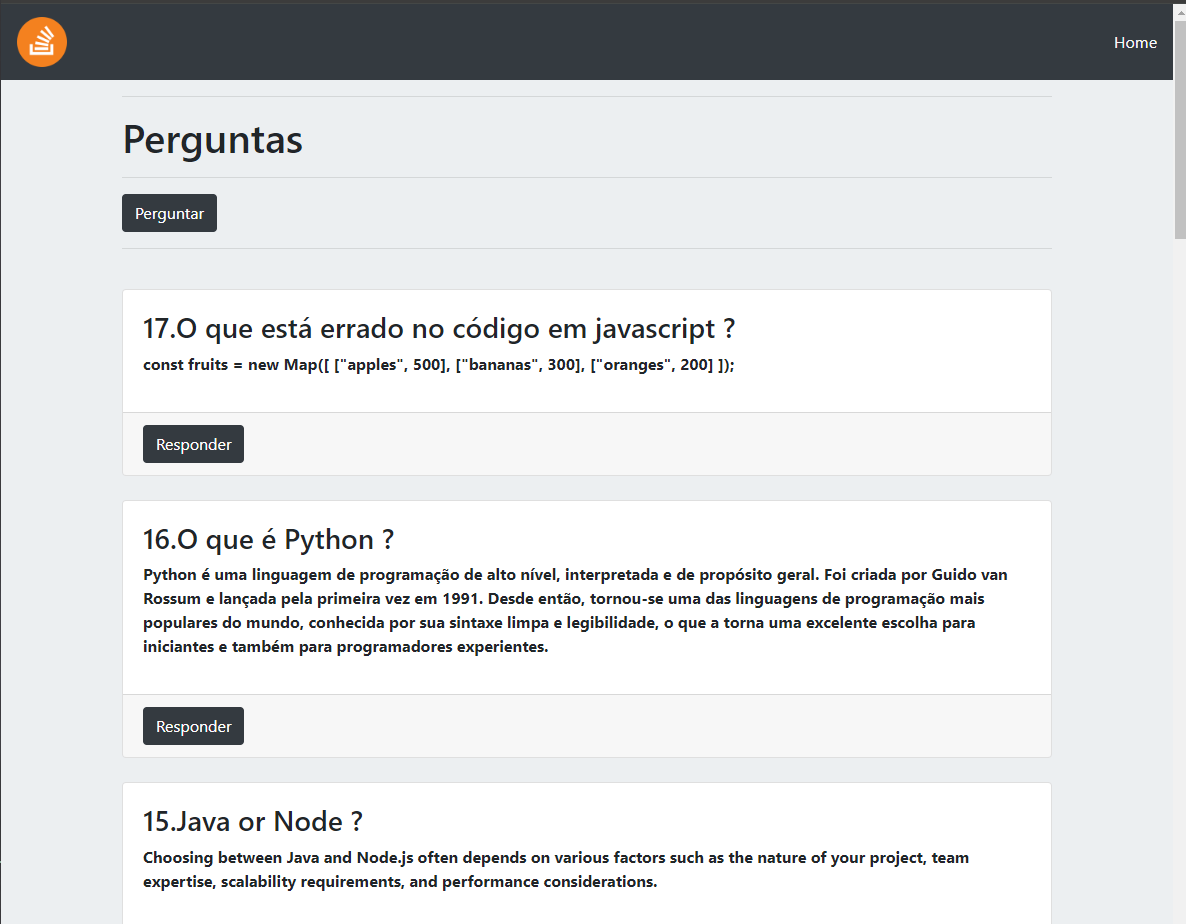 Home
Perguntas
Perguntar
17.O que está errado no código em javascript ?
const fruits = new Map([ ["apples", 500], ["bananas", 300], ["oranges", 200] ]);
Responder
16.O que é Python ?
Python é uma linguagem de programação de alto nível, interpretada e de propósito geral. Foi criada por Guido van
Rossum e lançada pela primeira vez em 1991. Desde então, tornou-se uma das linguagens de programação mais
populares do mundo, conhecida por sua sintaxe limpa e legibilidade, o que a torna uma excelente escolha para
iniciantes e também para programadores experientes.
Responder
15.Java or Node ?
Choosing between Java and Node.js often depends on various factors such as the nature of your project, team
expertise, scalability requirements, and performance considerations.